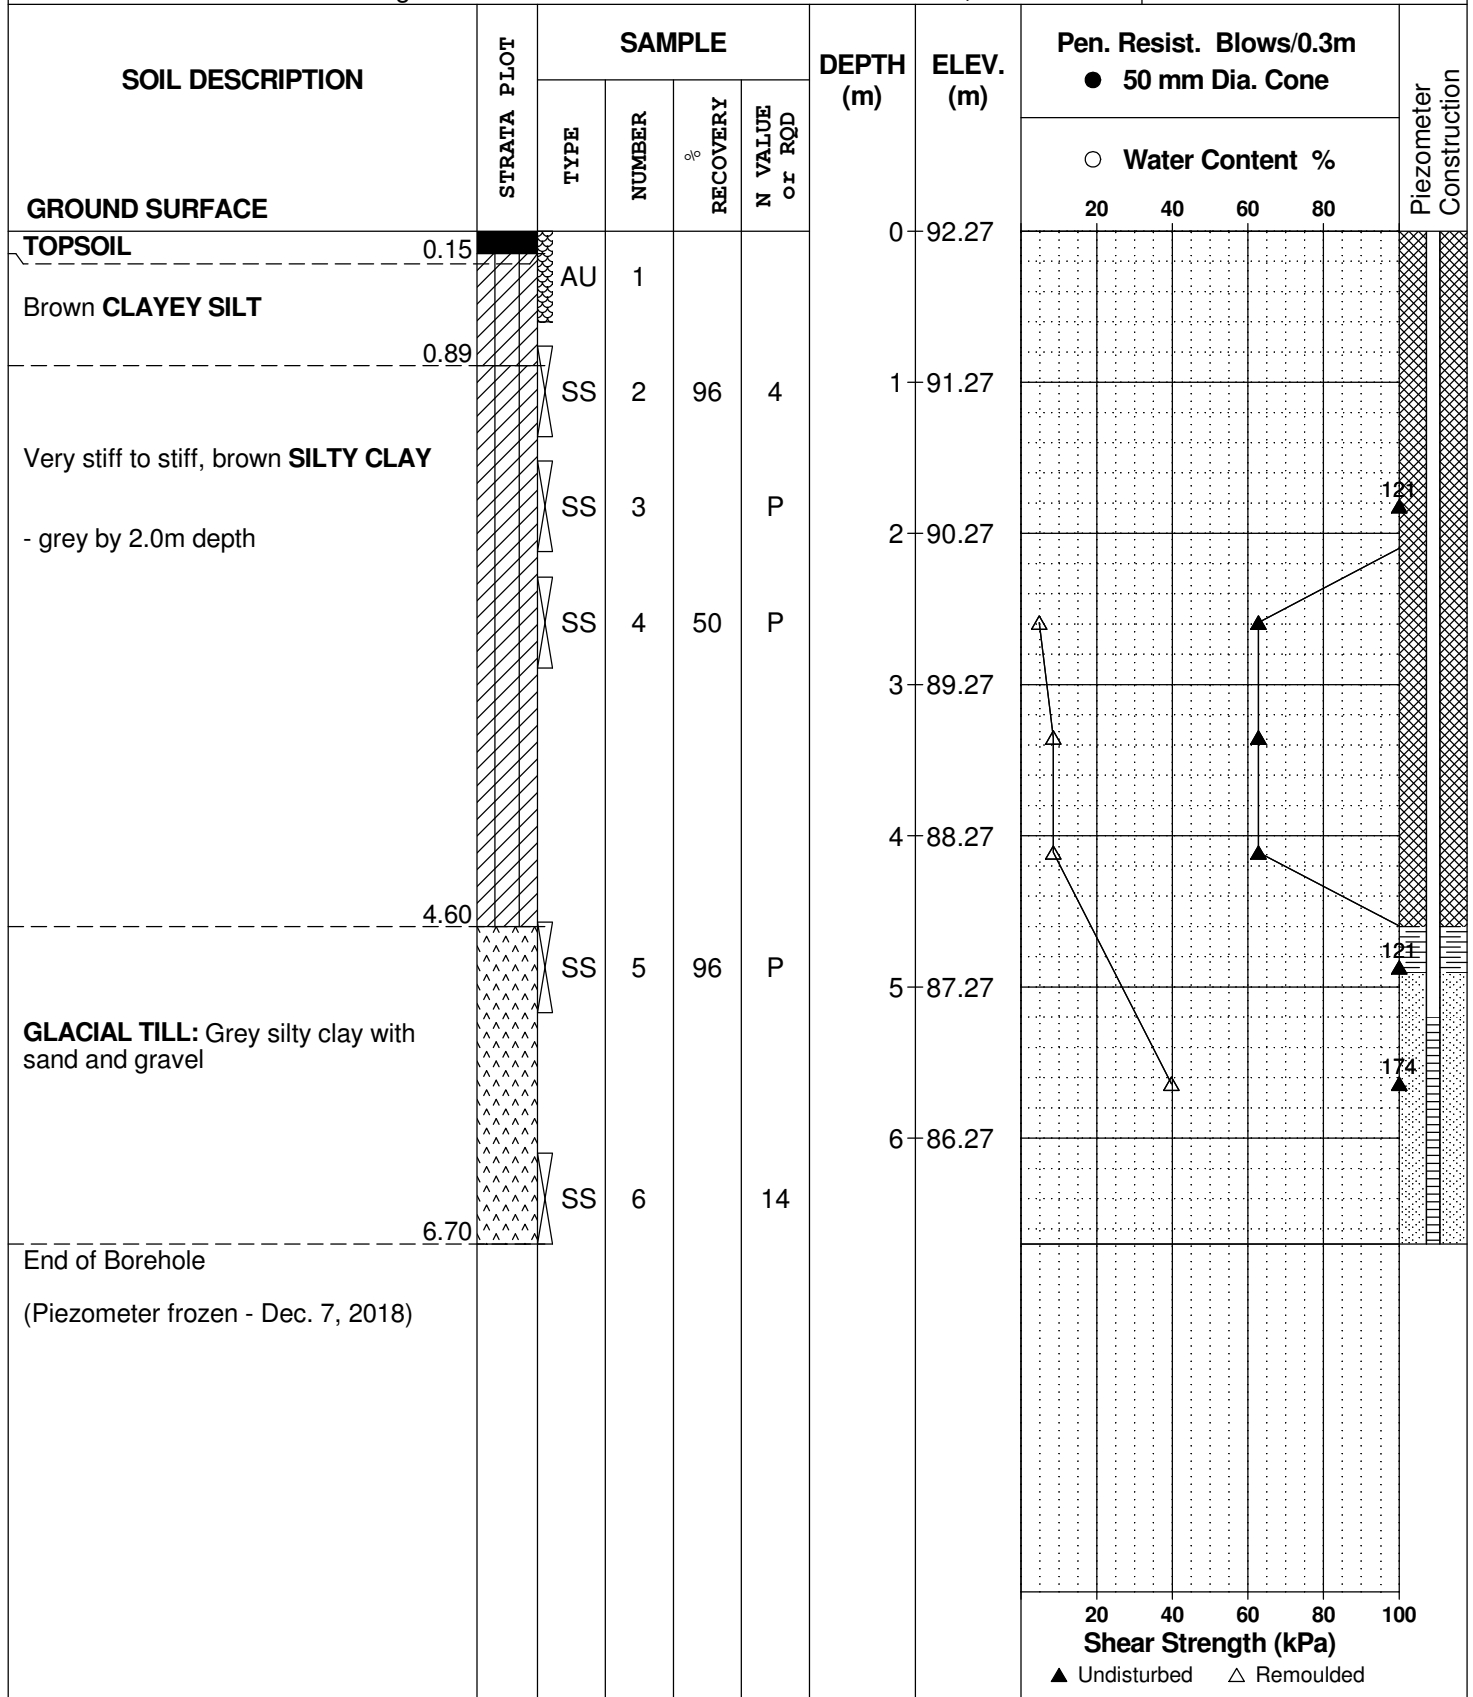 SOIL DESCRIPTION
GROUND SURFACE
STRATA PLOT
SAMPLE
TYPE
NUMBER
%
RECOVERY
N VALUE
or RQD
DEPTH
(m)
ELEV.
(m)
Pen. Resist. Blows/0.3m
● 50 mm Dia. Cone
○ Water Content %
20 40 60 80
Piezometer
Construction
TOPSOIL 0.15
Brown CLAYEY SILT
0.89
Very stiff to stiff, brown SILTY CLAY
- grey by 2.0m depth
4.60
GLACIAL TILL: Grey silty clay with
sand and gravel
6.70
End of Borehole
(Piezometer frozen - Dec. 7, 2018)
AU 1
SS 2 96 4
SS 3 P
SS 4 50 P
SS 5 96 P
SS 6 14
0 92.27
1 91.27
2 90.27
3 89.27
4 88.27
5 87.27
6 86.27
121
121
174
20 40 60 80 100
Shear Strength (kPa)
▲ Undisturbed △ Remoulded